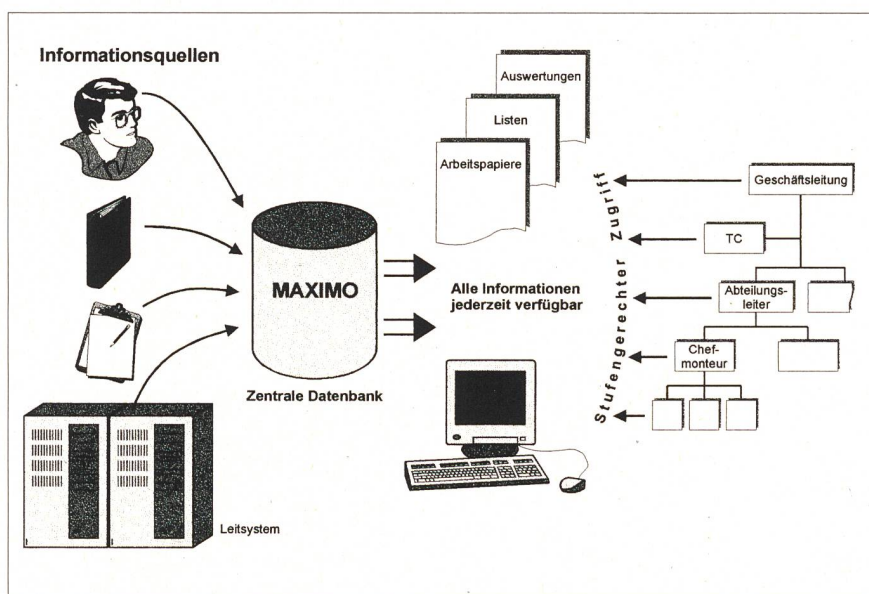 Informationsquellen
Auswertungen
Listen
Arbeitspapiere
MAXIMO
Zentrale Datenbank
Leitsystem
Alle Informationen
jederzeit verfügbar
Stufengerechter Zugriff
Geschäftsleitung
TC
Abteilungs-
leiter
Chef-
monteur